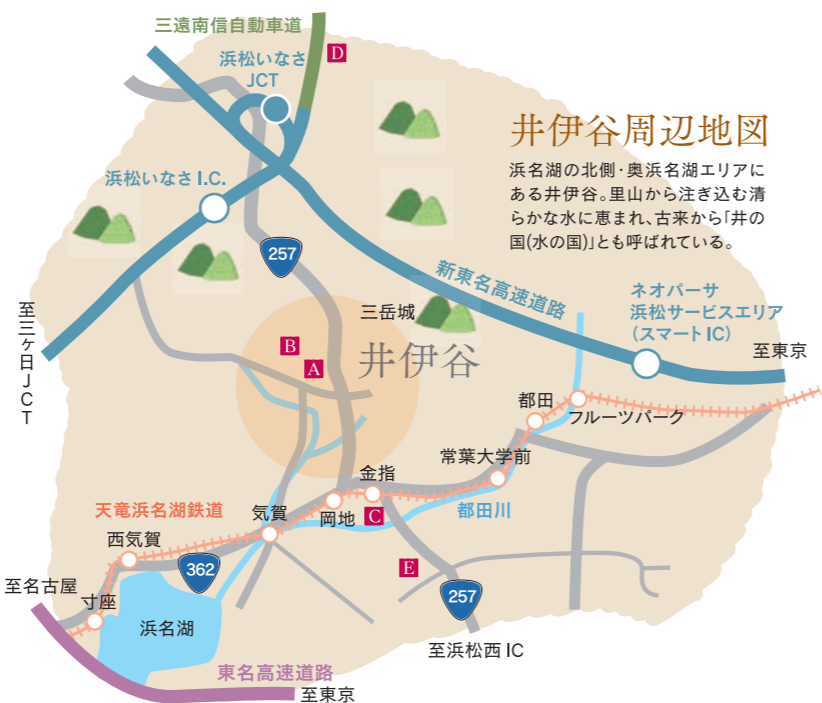 三遠南信自動車道
D
浜松いなさ
JCT
井伊谷周辺地図
浜名湖の北側・奥浜名湖エリアに
ある井伊谷。里山から注ぎ込む清
らかな水に恵まれ、古来から「井の
国(水の国)」とも呼ばれている。
浜松いなさI.C.
257
新東名高速道路
ネオパーサ
浜松サービスエリア
(スマートIC)
至東京
至三ヶ日JCT
三岳城
井伊谷
B
A
都田
フルーツパーク
常葉大学前
金指
都田川
天竜浜名湖鉄道
気賀
岡地
C
西気賀
362
E
257
至名古屋
寸座
浜名湖
至浜松西IC
東名高速道路
至東京